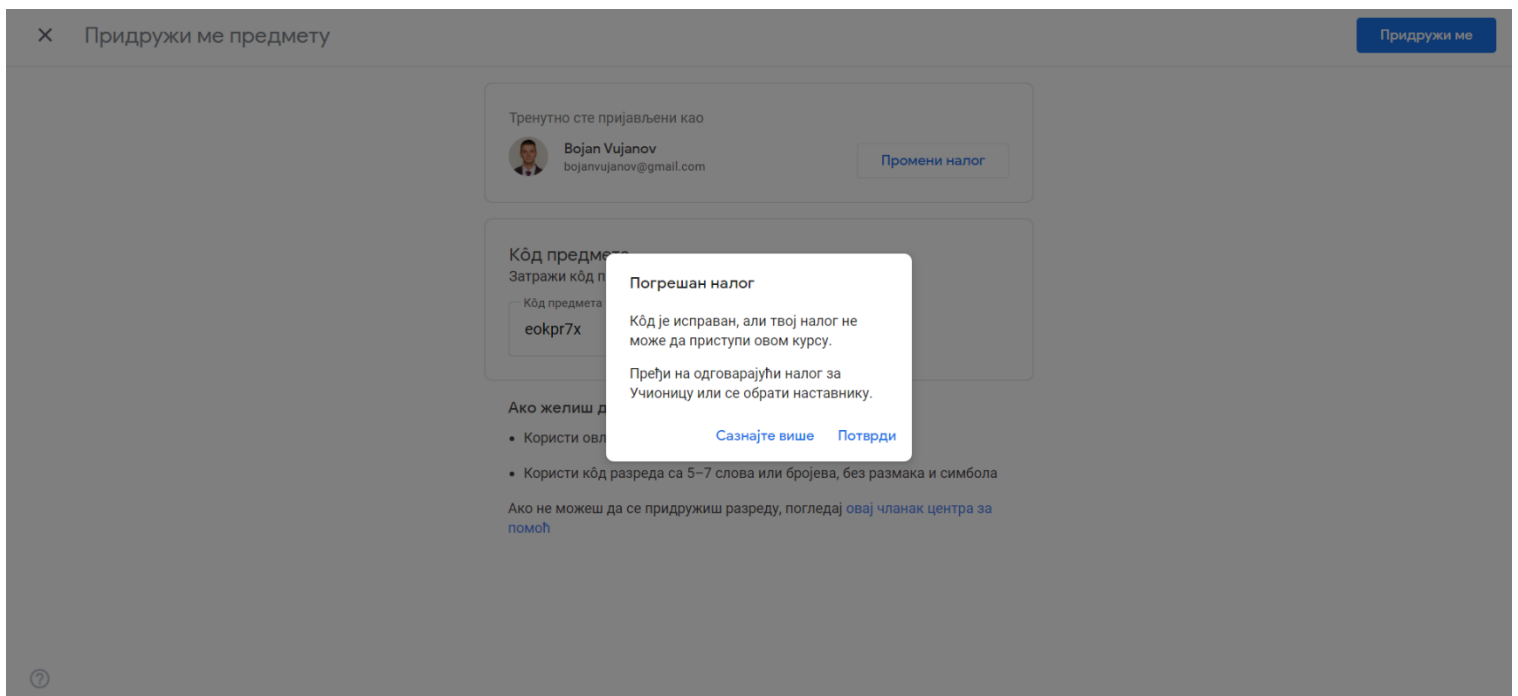 Придружи ме предмету
Придружи ме
Тренутно сте пријављени као
Bojan Vujanov
bojanvujanov@gmail.com
Промени налог
Кôд предмета
Затражи кôд п
Кôд предмета
eokpr7x
Погрешан налог
Кôд је исправан, али твој налог не
може да приступи овом курсу.
Пређи на одговарајући налог за
Учионицу или се обрати наставнику.
Сазнајте више Потврди
Ако желиш д
• Користи овл
• Користи кôд разреда са 5–7 слова или бројева, без размака и симбола
Ако не можеш да се придружиш разреду, погледај овај чланак центра за
помоћ